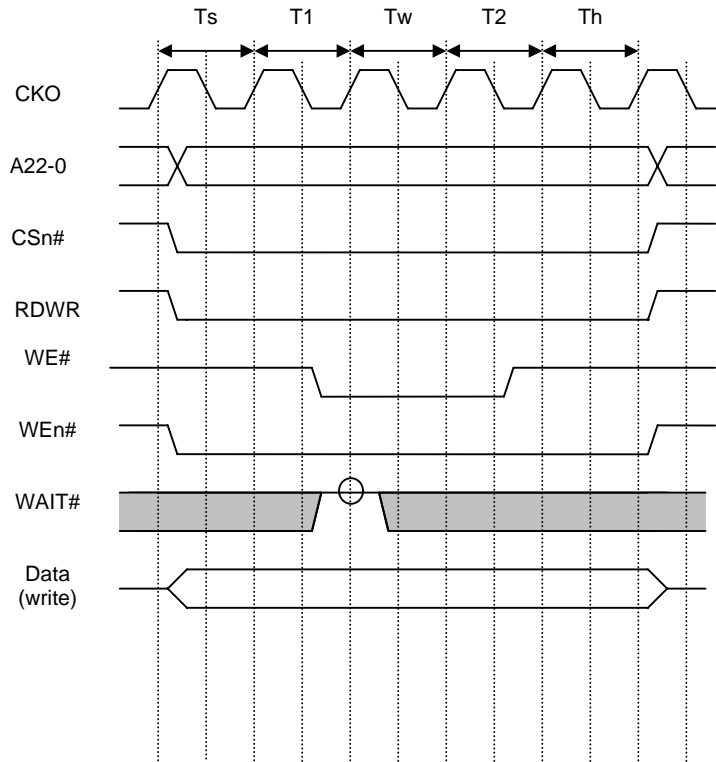 Ts T1 Tw T2 Th
CKO
A22-0
CSn#
RDWR
WE#
WEn#
WAIT#
Data
(write)